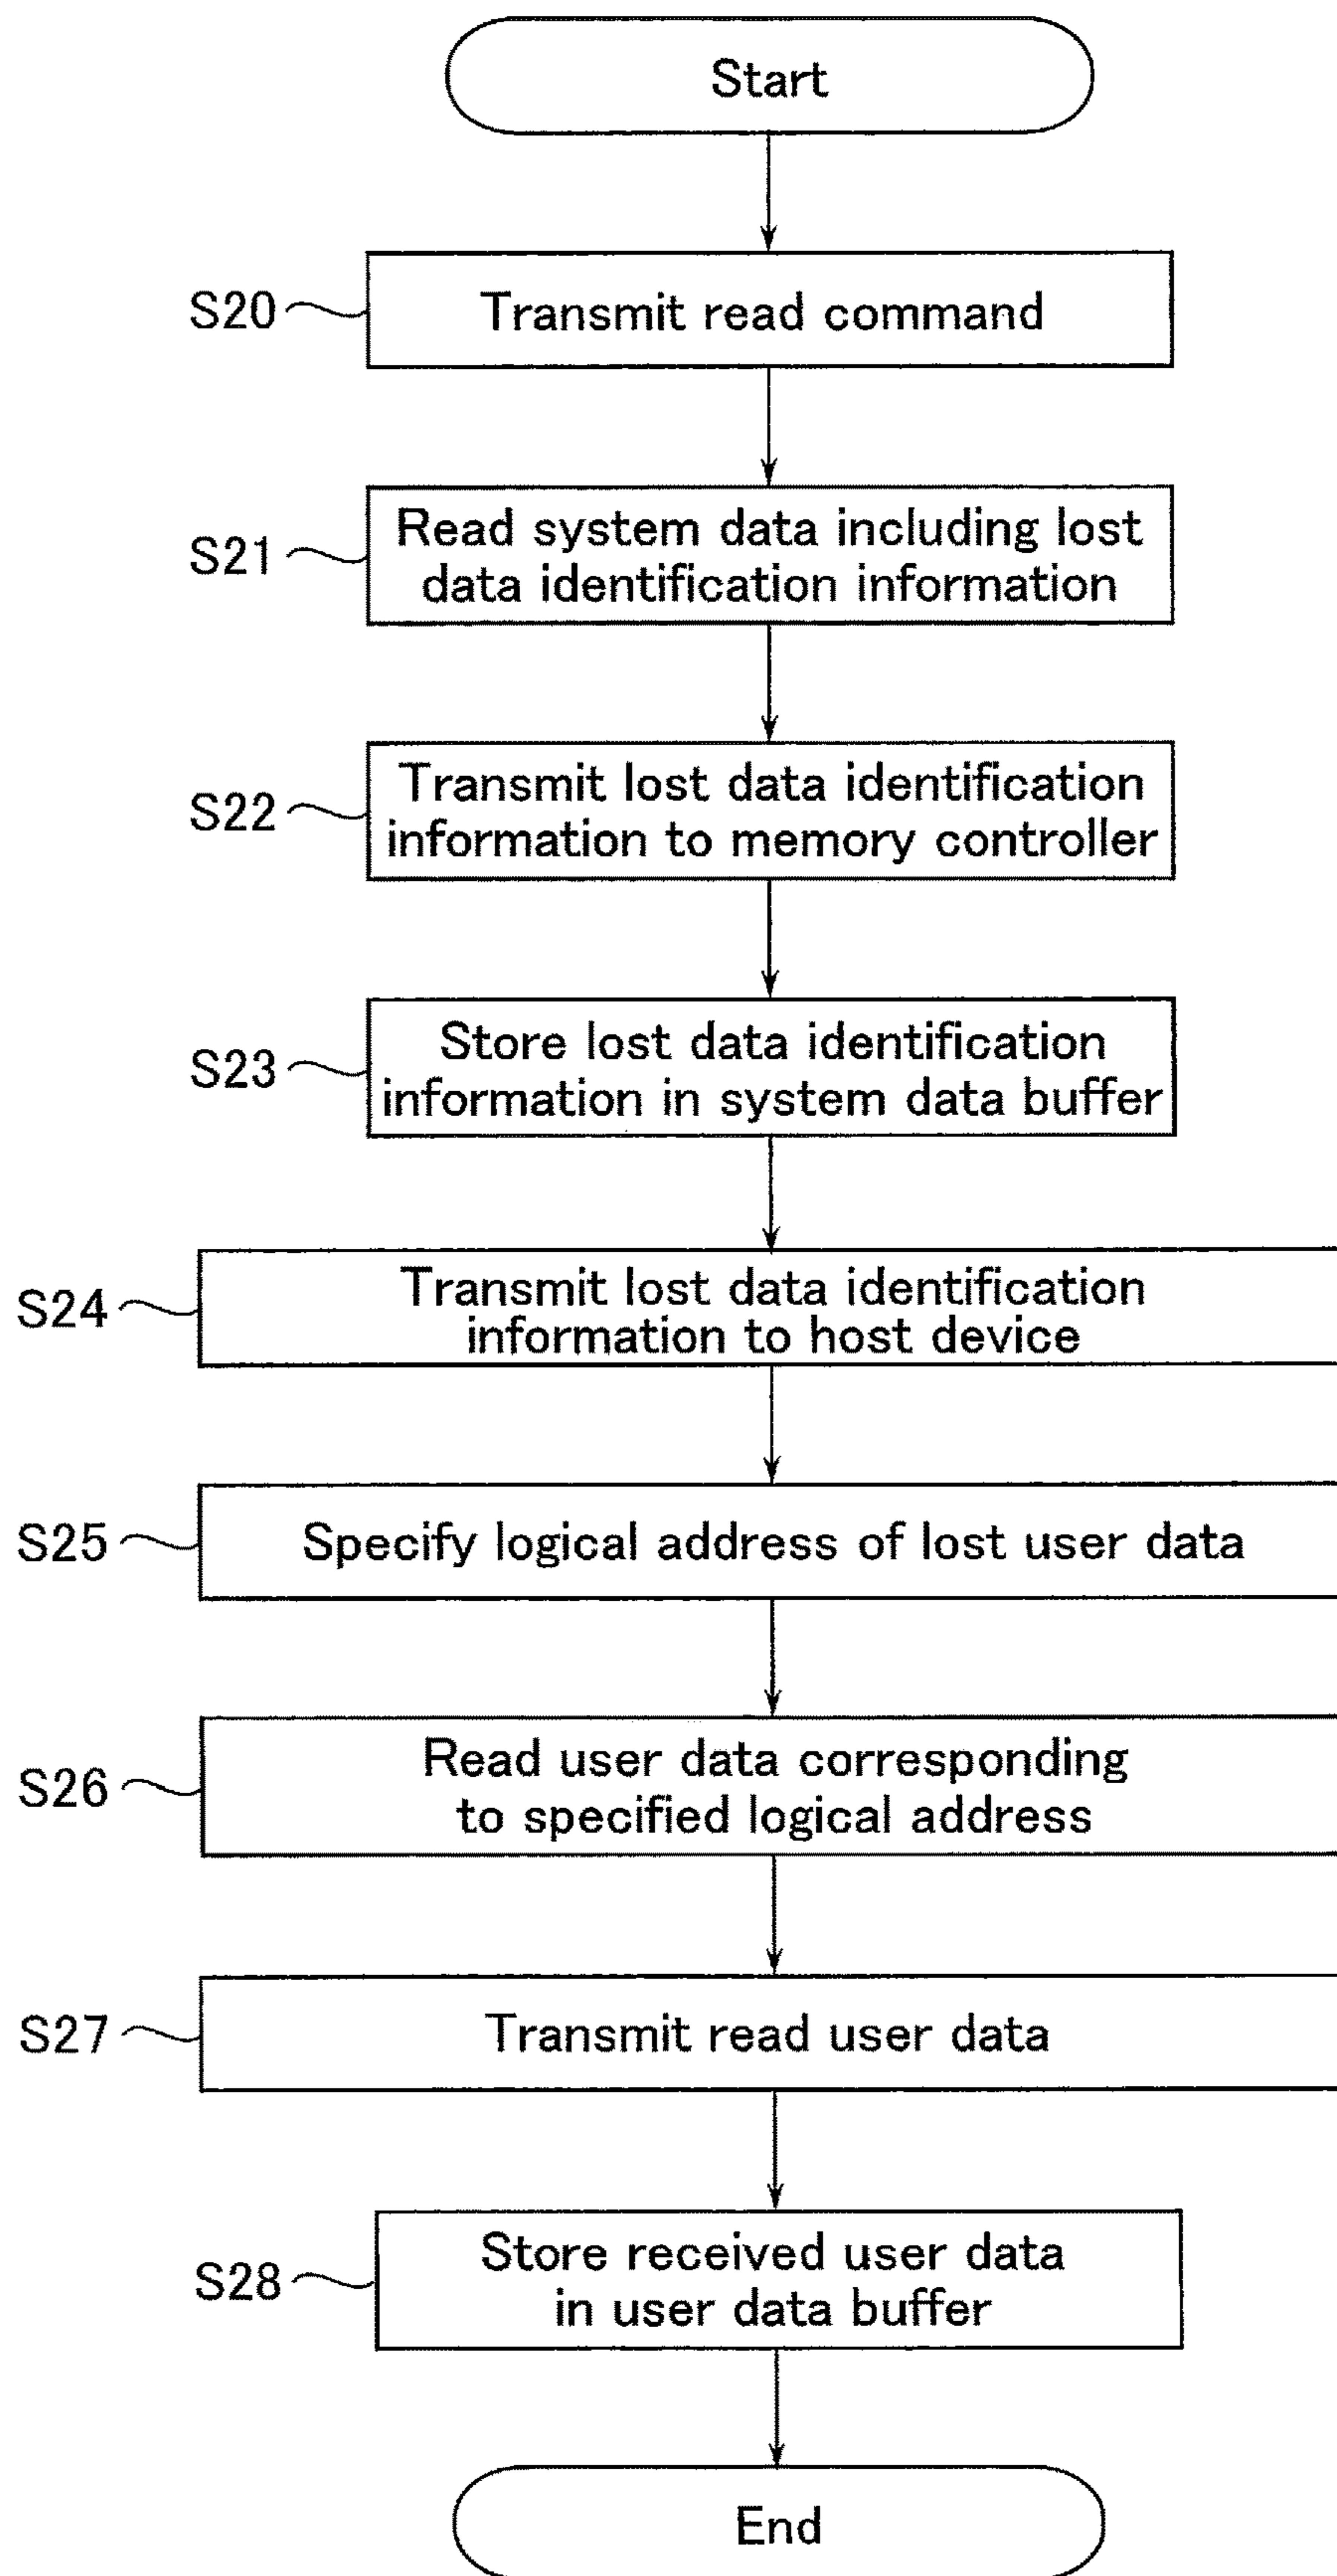 Start
S20
Transmit read command
S21
Read system data including lost
data identification information
S22
Transmit lost data identification
information to memory controller
S23
Store lost data identification
information in system data buffer
S24
Transmit lost data identification
information to host device
S25
Specify logical address of lost user data
S26
Read user data corresponding
to specified logical address
S27
Transmit read user data
S28
Store received user data
in user data buffer
End